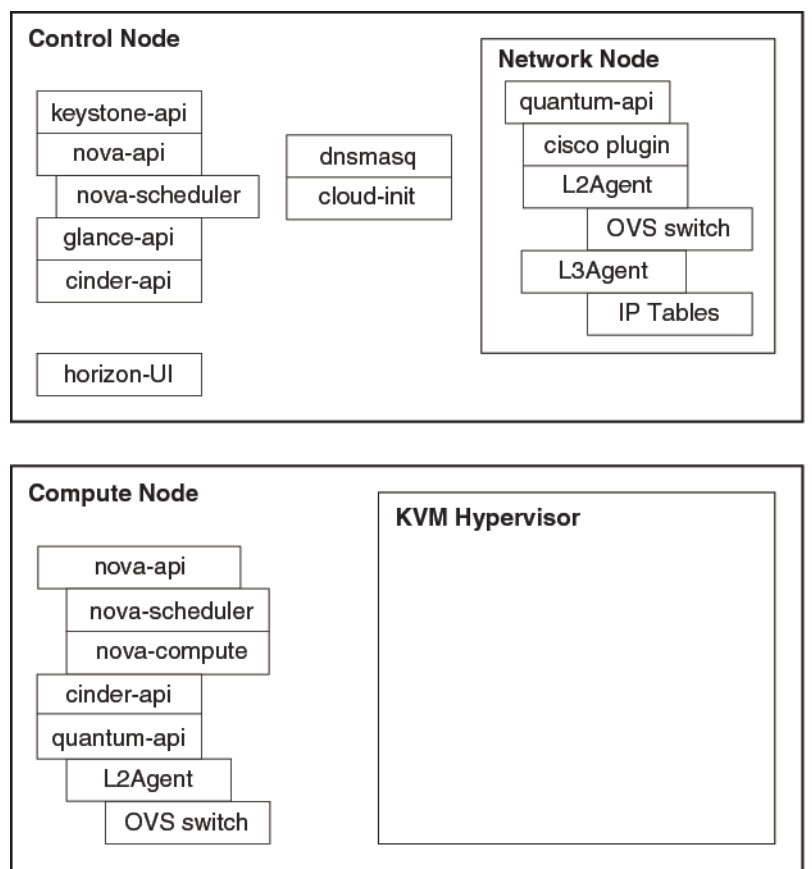 Control Node
keystone-api
nova-api
nova-scheduler
glance-api
cinder-api
horizon-UI
dnsmasq
cloud-init
Network Node
quantum-api
cisco plugin
L2Agent
OVS switch
L3Agent
IP Tables
Compute Node
nova-api
nova-scheduler
nova-compute
cinder-api
quantum-api
L2Agent
OVS switch
KVM Hypervisor